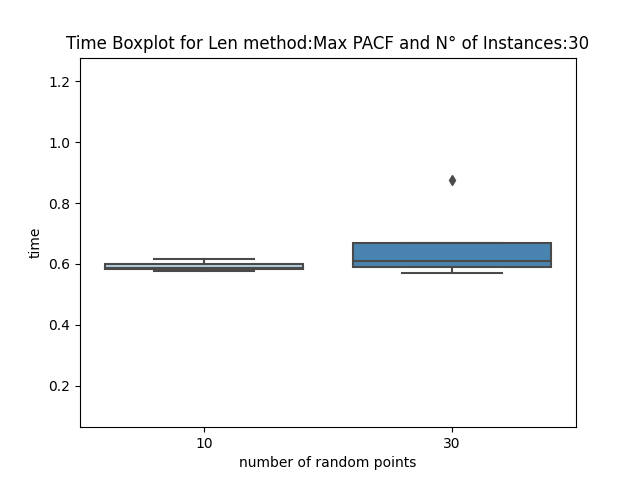 Time Boxplot for Len method:Max PACF and N° of Instances:30
1.2
1.0
0.8
0.6
0.4
0.2
time
10 30
number of random points